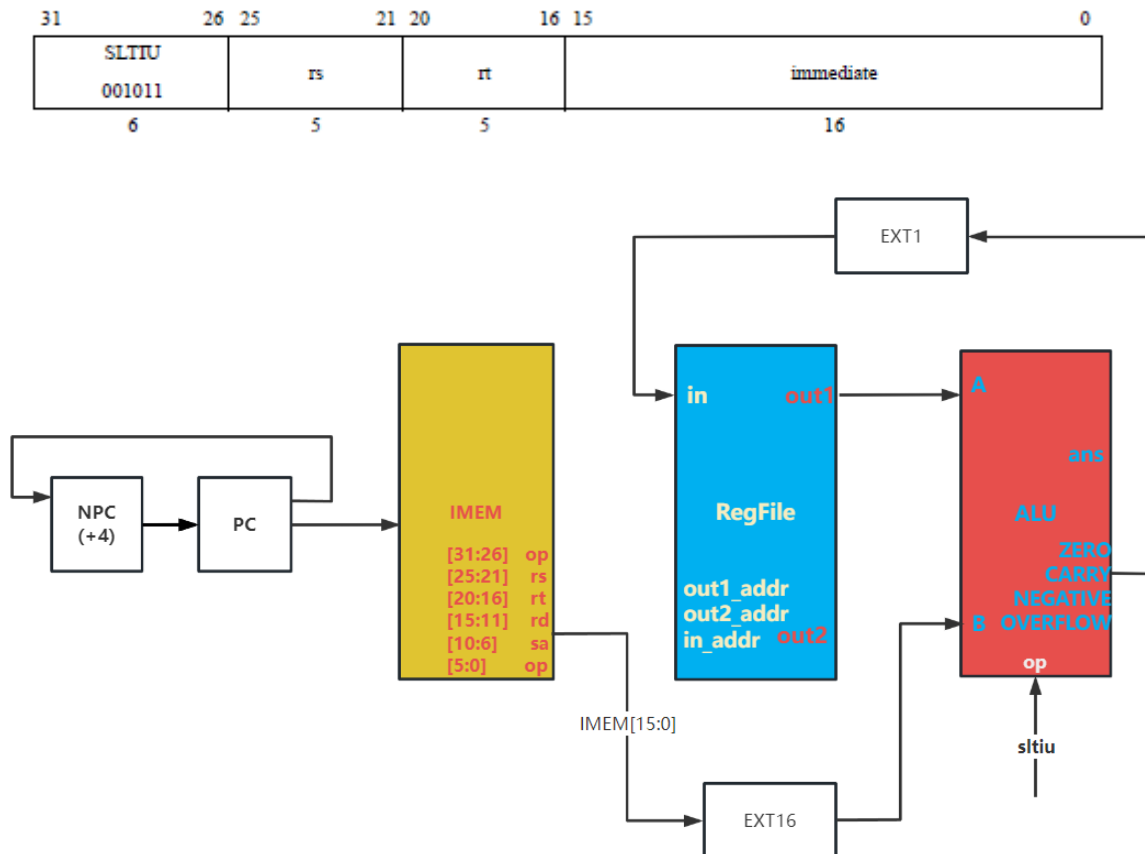 31 26 25 21 20 16 15 0
SLTIU
001011
rs
rt
immediate
6 5 5 16
EXT1
in
out1
A
ans
NPC
(+4)
PC
IMEM
RegFile
ALU
[31:26] op
[25:21] rs
[20:16] rt
[15:11] rd
[10:6] sa
[5:0] op
out1_addr
out2_addr
in_addr
out2
ZERO
CARRY
NEGATIVE
OVERFLOW
B
op
IMEM[15:0]
sltiu
EXT16